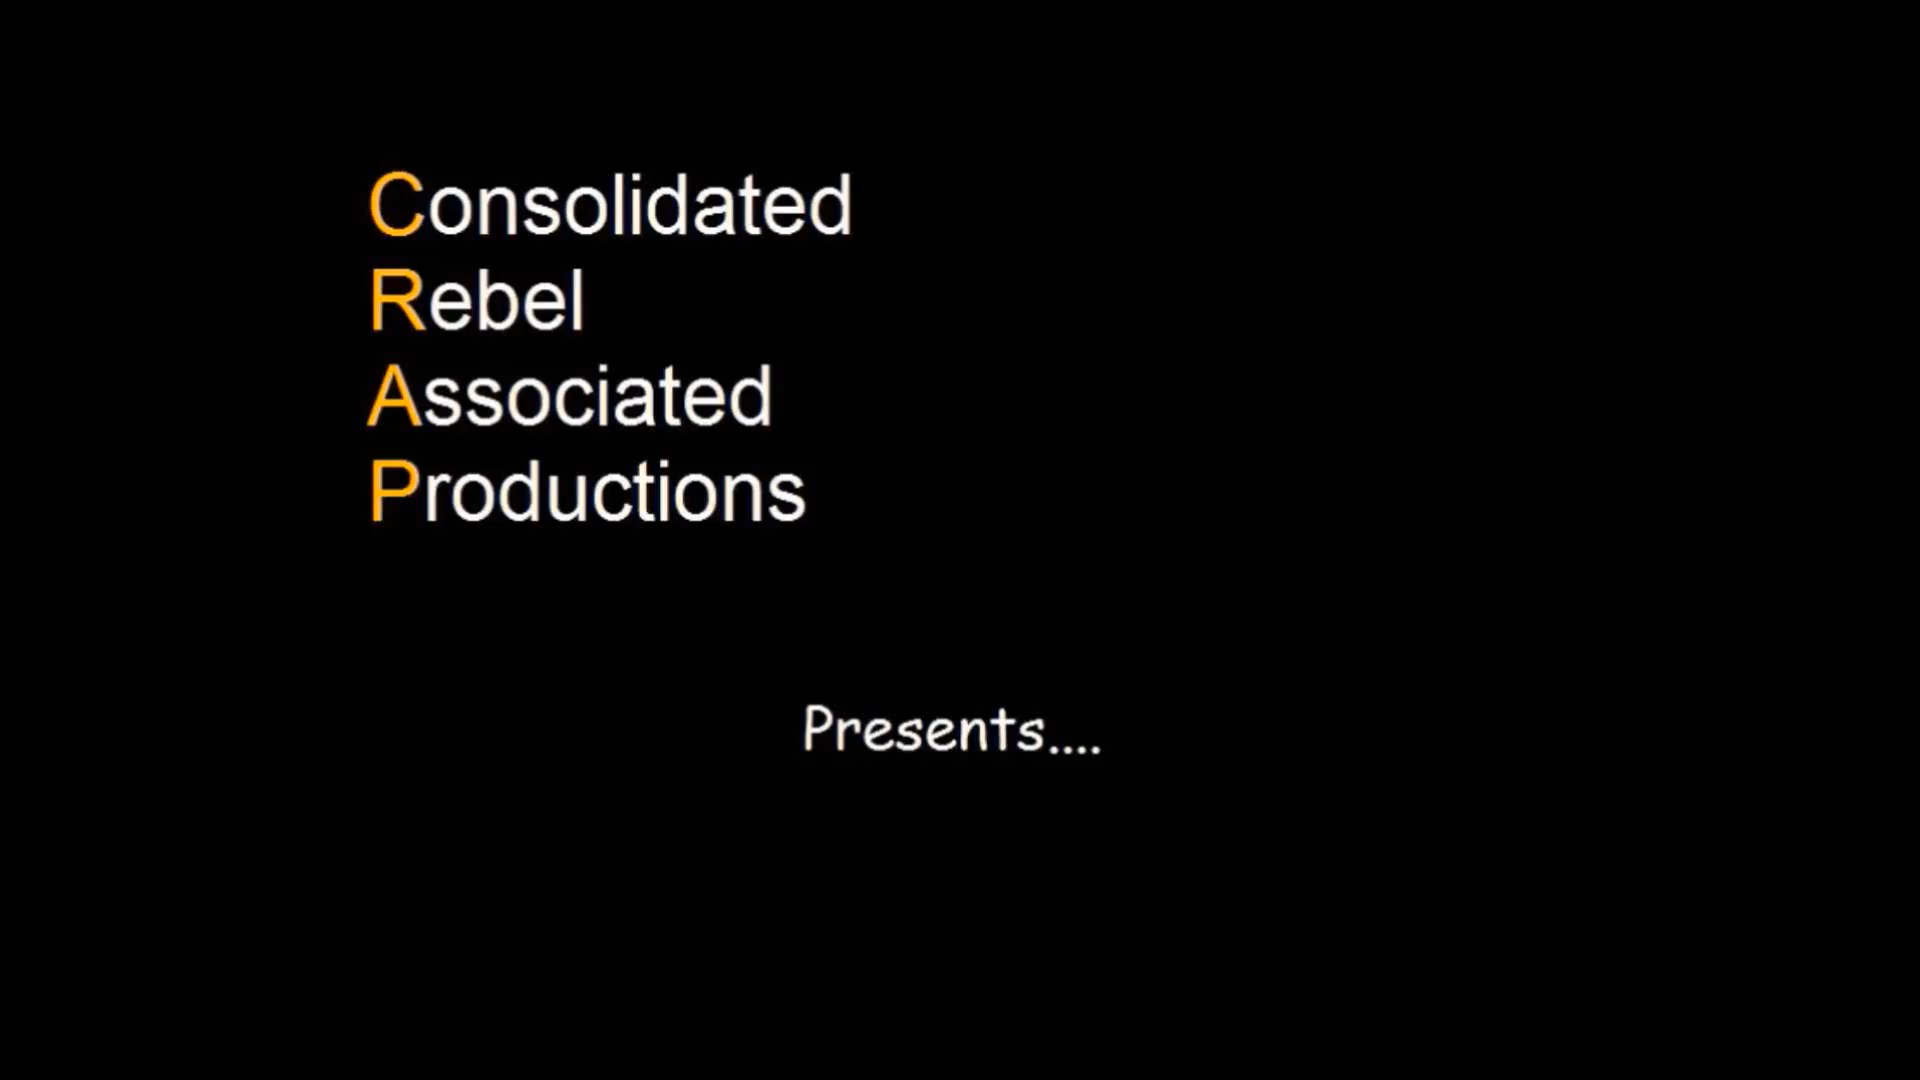 Consolidated
Rebel
Associated
Productions
Presents....